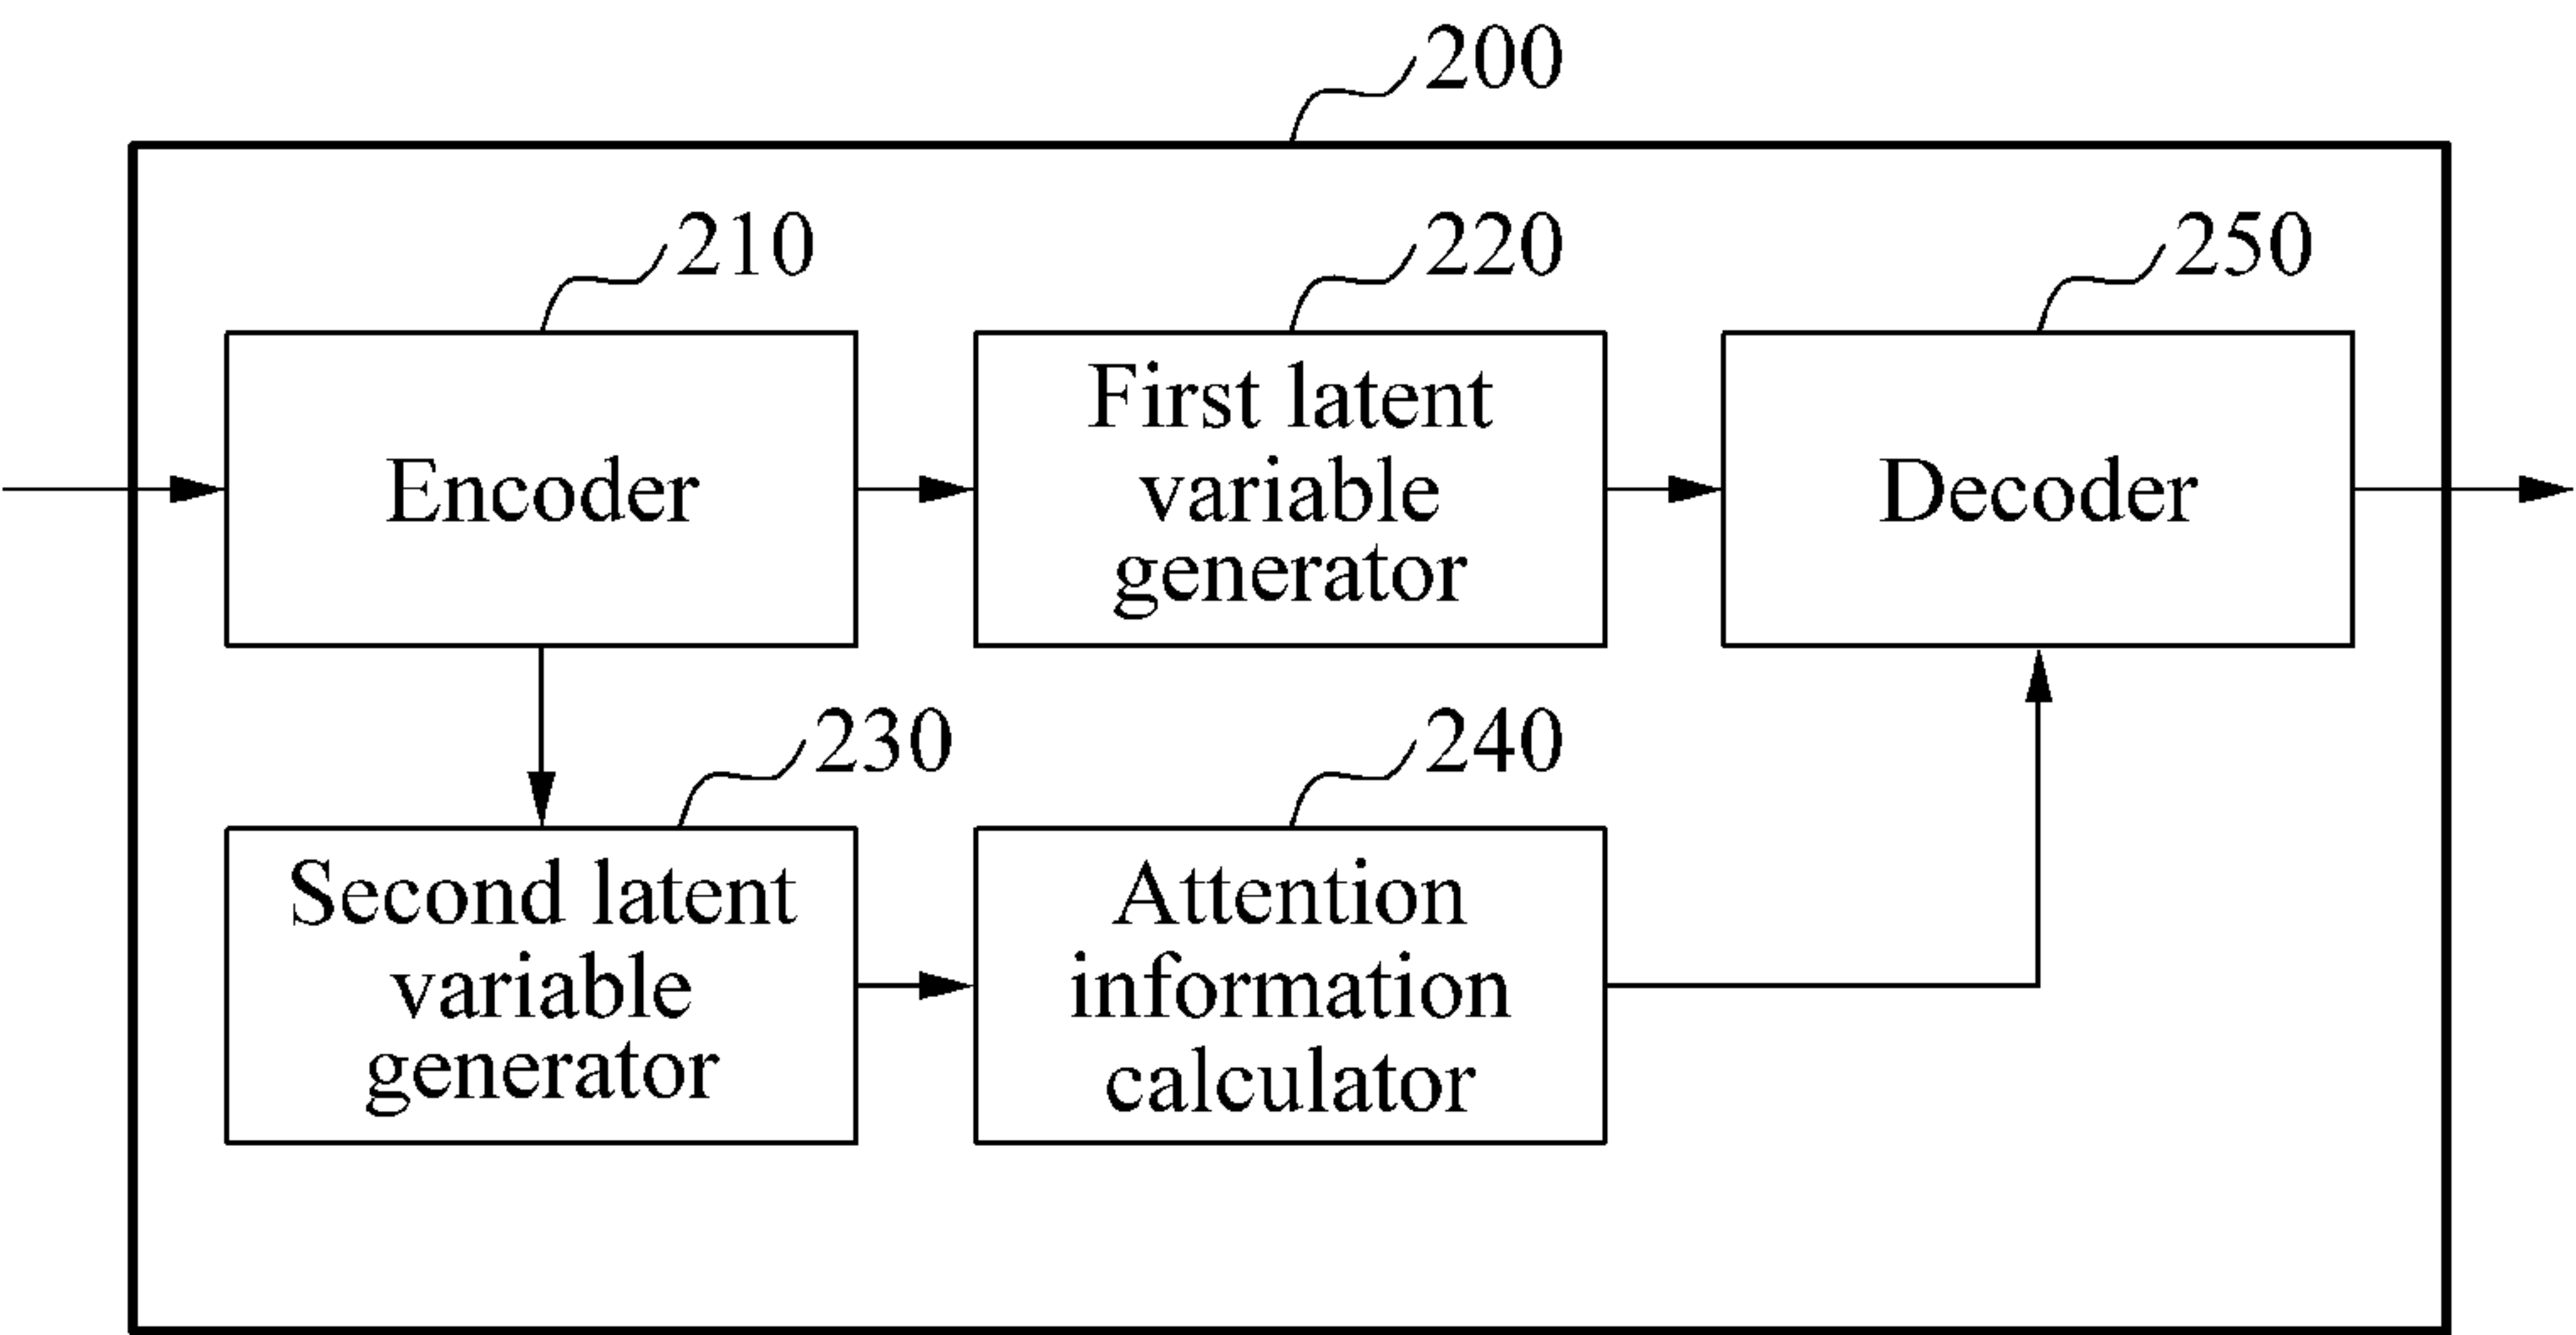 200
210
220
250
Encoder
First latent
variable
generator
Decoder
230
240
Second latent
variable
generator
Attention
information
calculator